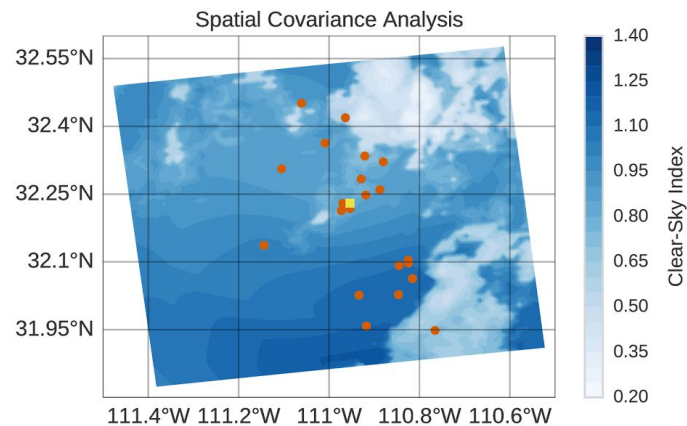 Spatial Covariance Analysis
32.55°N
32.4°N
32.25°N
32.1°N
31.95°N
111.4°W 111.2°W 111°W 110.8°W 110.6°W
1.40
1.25
1.10
0.95
0.80
0.65
0.50
0.35
0.20
Clear-Sky Index